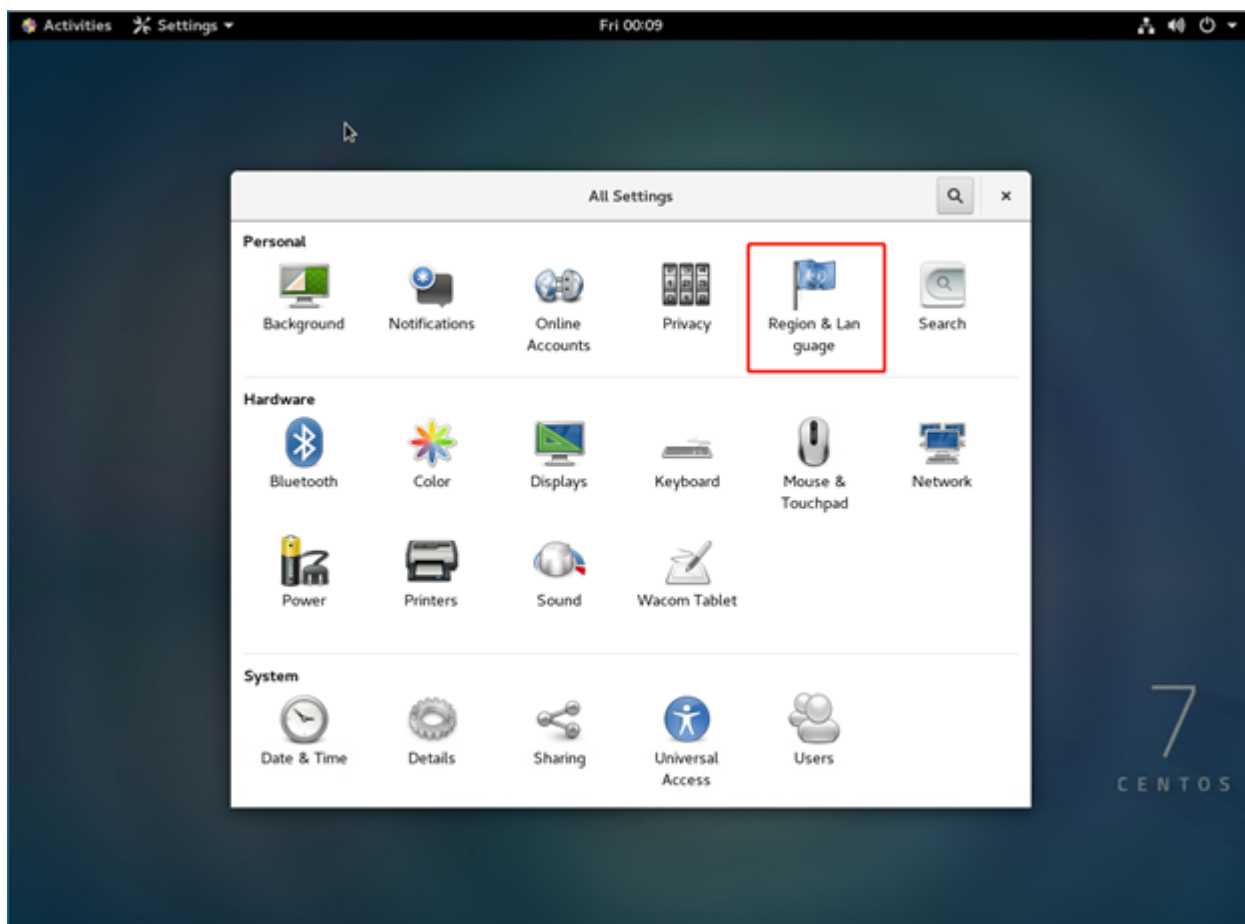 Activities Settings Fri 00:09
All Settings
Personal
Background Notifications Online Privacy Region & Lan Search
Accounts guage
Hardware
Bluetooth Color Displays Keyboard Mouse & Network
Touchpad
Power Printers Sound Wacom Tablet
System
Date & Time Details Sharing Universal Users
Access
7
CENTOS